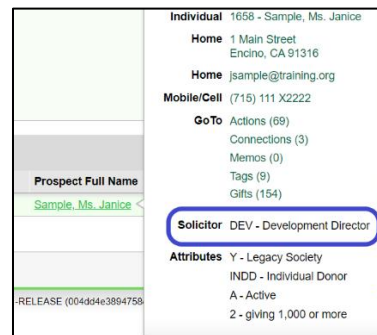 Individual 1658 - Sample, Ms. Janice
Home 1 Main Street
Encino, CA 91316
Home jsample@training.org
Mobile/Cell (715) 111 X2222
GoTo Actions (69)
Connections (3)
Memos (0)
Tags (9)
Gifts (154)
Prospect Full Name
Sample, Ms. Janice
Solicitor DEV - Development Director
Attributes Y - Legacy Society
INDD - Individual Donor
A - Active
2 - giving 1,000 or more
-RELEASE (004dd4e3894758